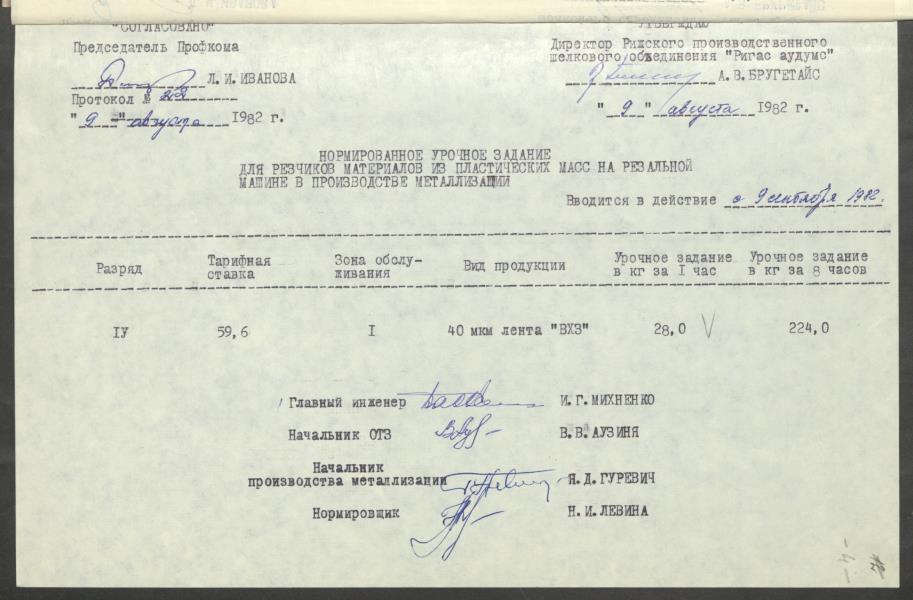 "СОГЛАСОВАНО"
Председатель Профкома
Л.И.ИВАНОВА
Протокол № 22
"9" августа 1982 г.
УТВЕРЖДАЮ
Директор Рижского производственного
шелкового объединения "Ригас аудумс"
А.В.БРУГЕТАЙС
"9" августа 1982 г.
НОРМИРОВАННОЕ УРОЧНОЕ ЗАДАНИЕ
ДЛЯ РЕЗЧИКОВ МАТЕРИАЛОВ ИЗ ПЛАСТИЧЕСКИХ МАСС НА РЕЗАЛЬНОЙ
МАШИНЕ В ПРОИЗВОДСТВЕ МЕТАЛЛИЗАЦИИ
Вводится в действие с 9 сентября 1982.
Разряд Тарифная ставка Зона обслу-живания Вид продукции Урочное задание в кг за I час Урочное задание в кг за 8 часов
IУ 59,6 I 40 мкм лента "ВХЗ" 28,0 224,0
Главный инженер И.Г.МИХНЕНКО
Начальник ОТЗ В.В.АУЗИНЯ
Начальник
производства металлизации Я.Д.ГУРЕВИЧ
Нормировщик Н.И.ЛЕВИНА